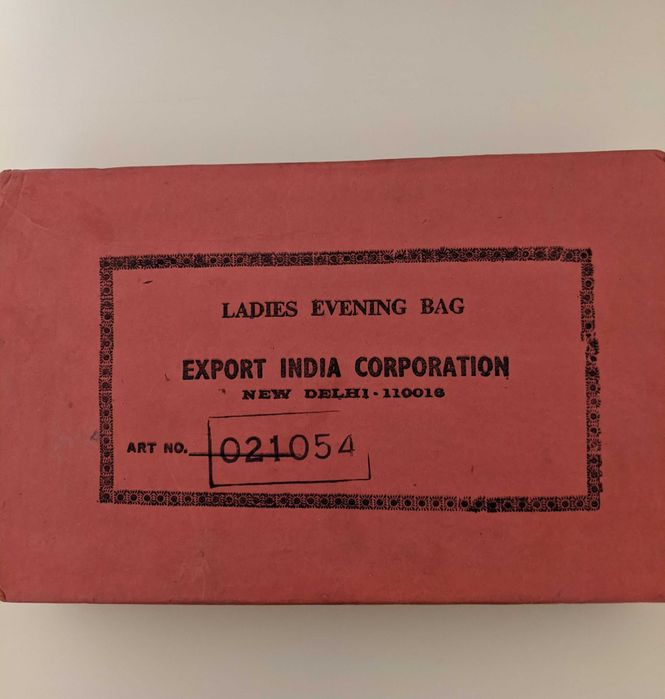 LADIES EVENING BAG
EXPORT INDIA CORPORATION
NEW DELHI - 110016
ART NO. 021054